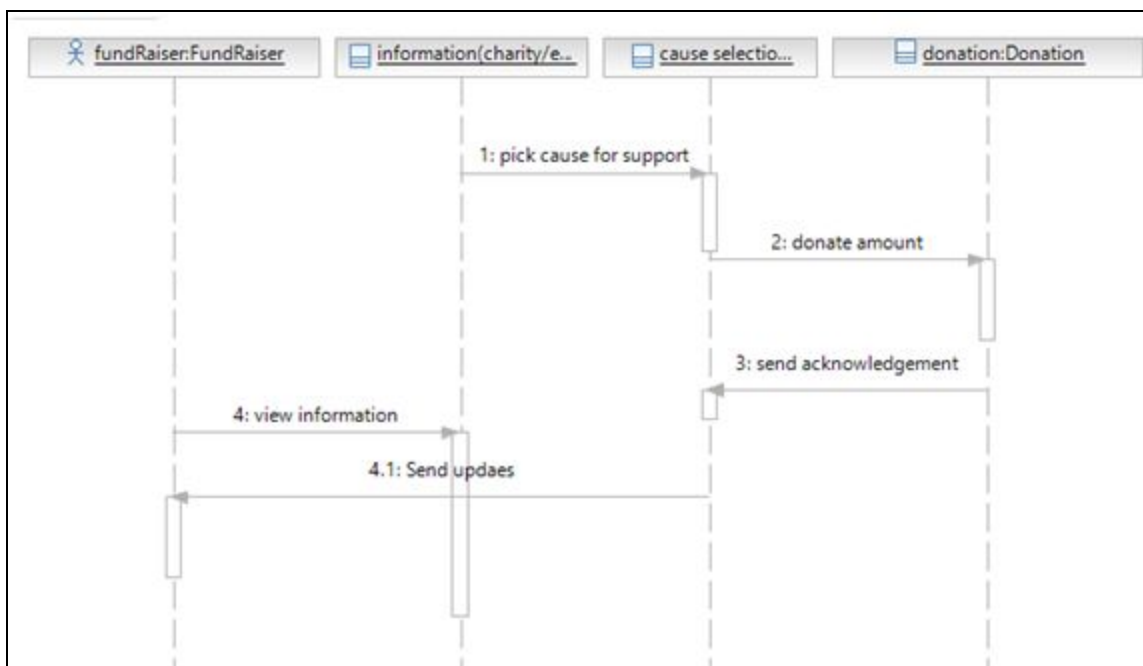 fundRaiser:FundRaiser
information(charity/e...
cause selectio...
donation:Donation
1: pick cause for support
2: donate amount
3: send acknowledgement
4: view information
4.1: Send updaes